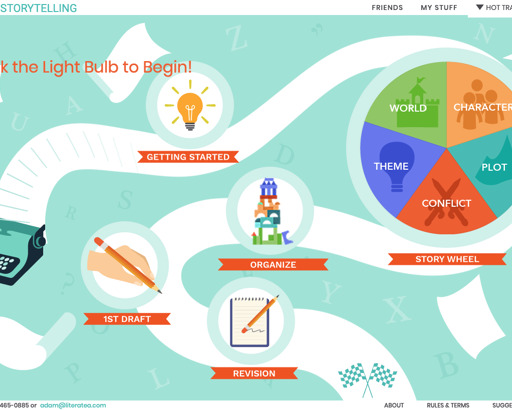 STORYTELLING
FRIENDS MY STUFF HOT TRA
k the Light Bulb to Begin!
GETTING STARTED
WORLD
CHARACTER
THEME
PLOT
CONFLICT
ORGANIZE
STORY WHEEL
1ST DRAFT
REVISION
465-0885 or adam@literatea.com
ABOUT RULES & TERMS SUGGE